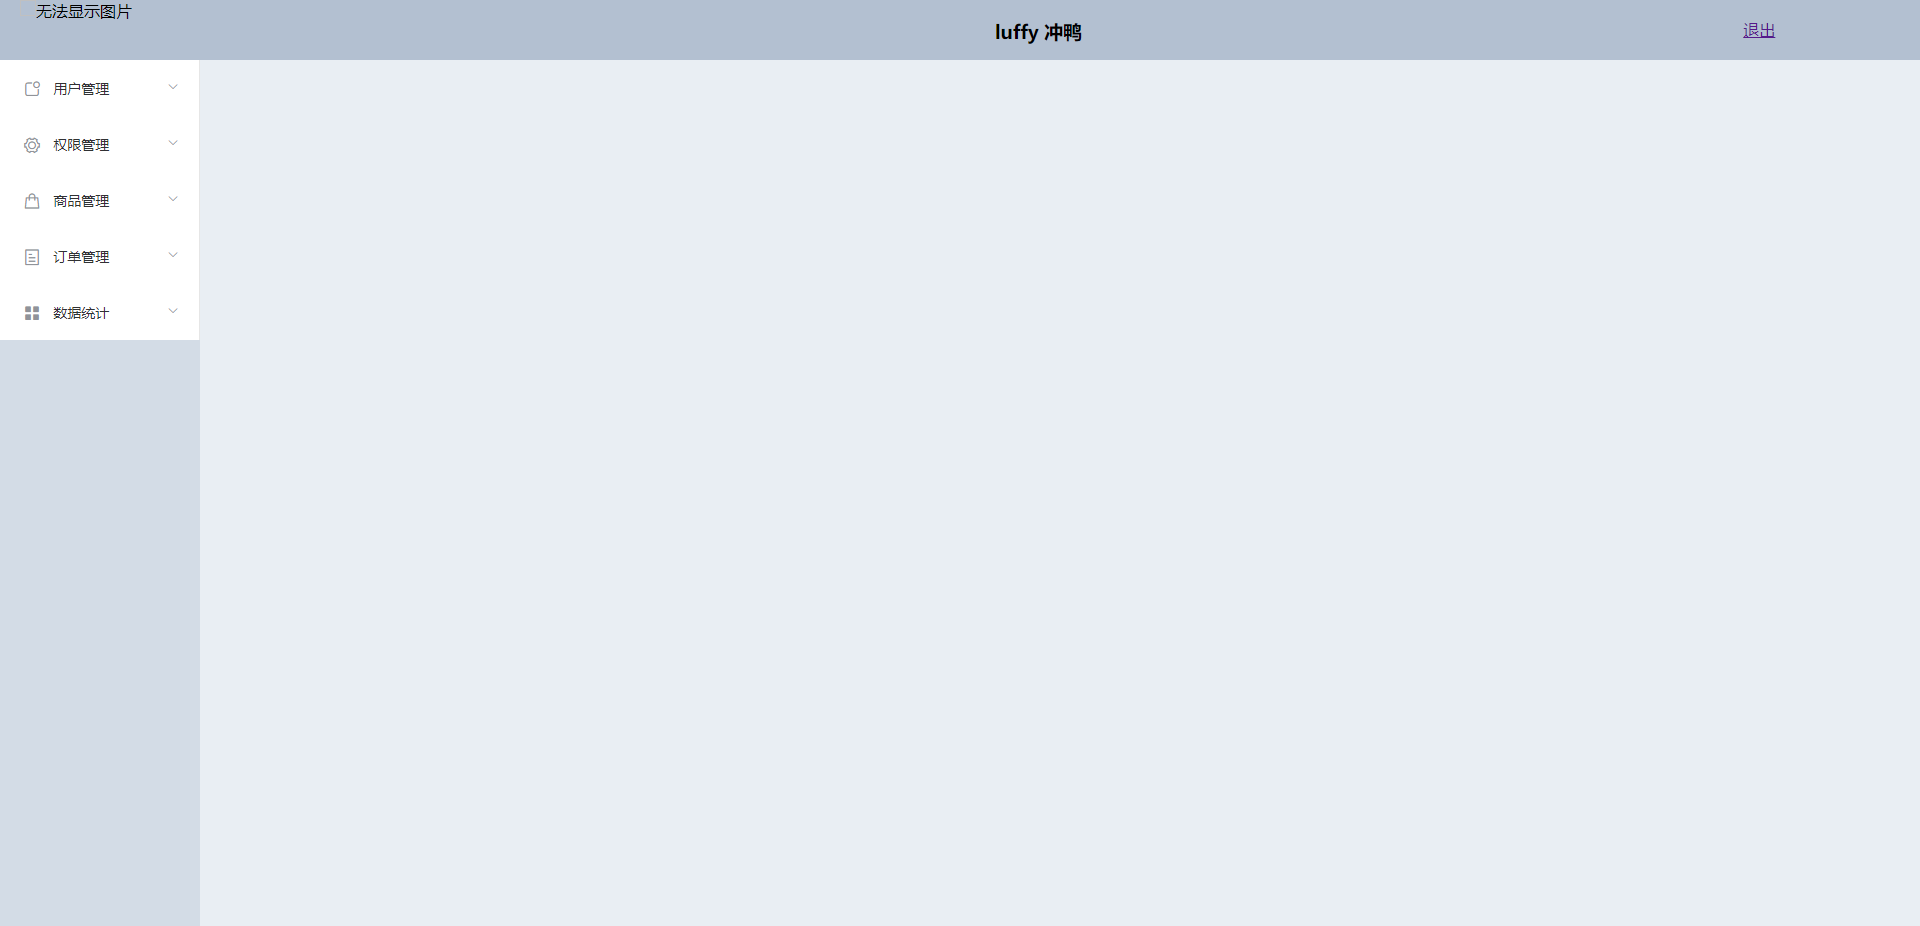 无法显示图片
luffy 冲鸭
退出
用户管理
权限管理
商品管理
订单管理
数据统计